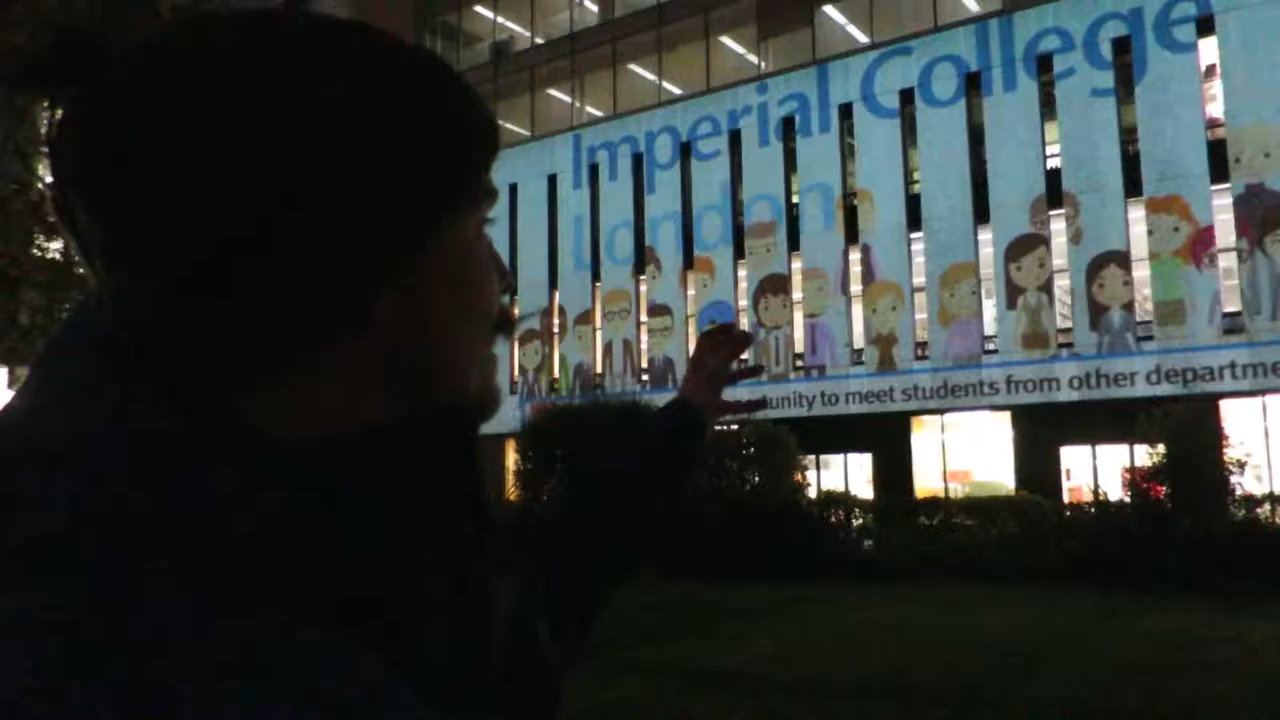 Imperial College
London
unity to meet students from other departme